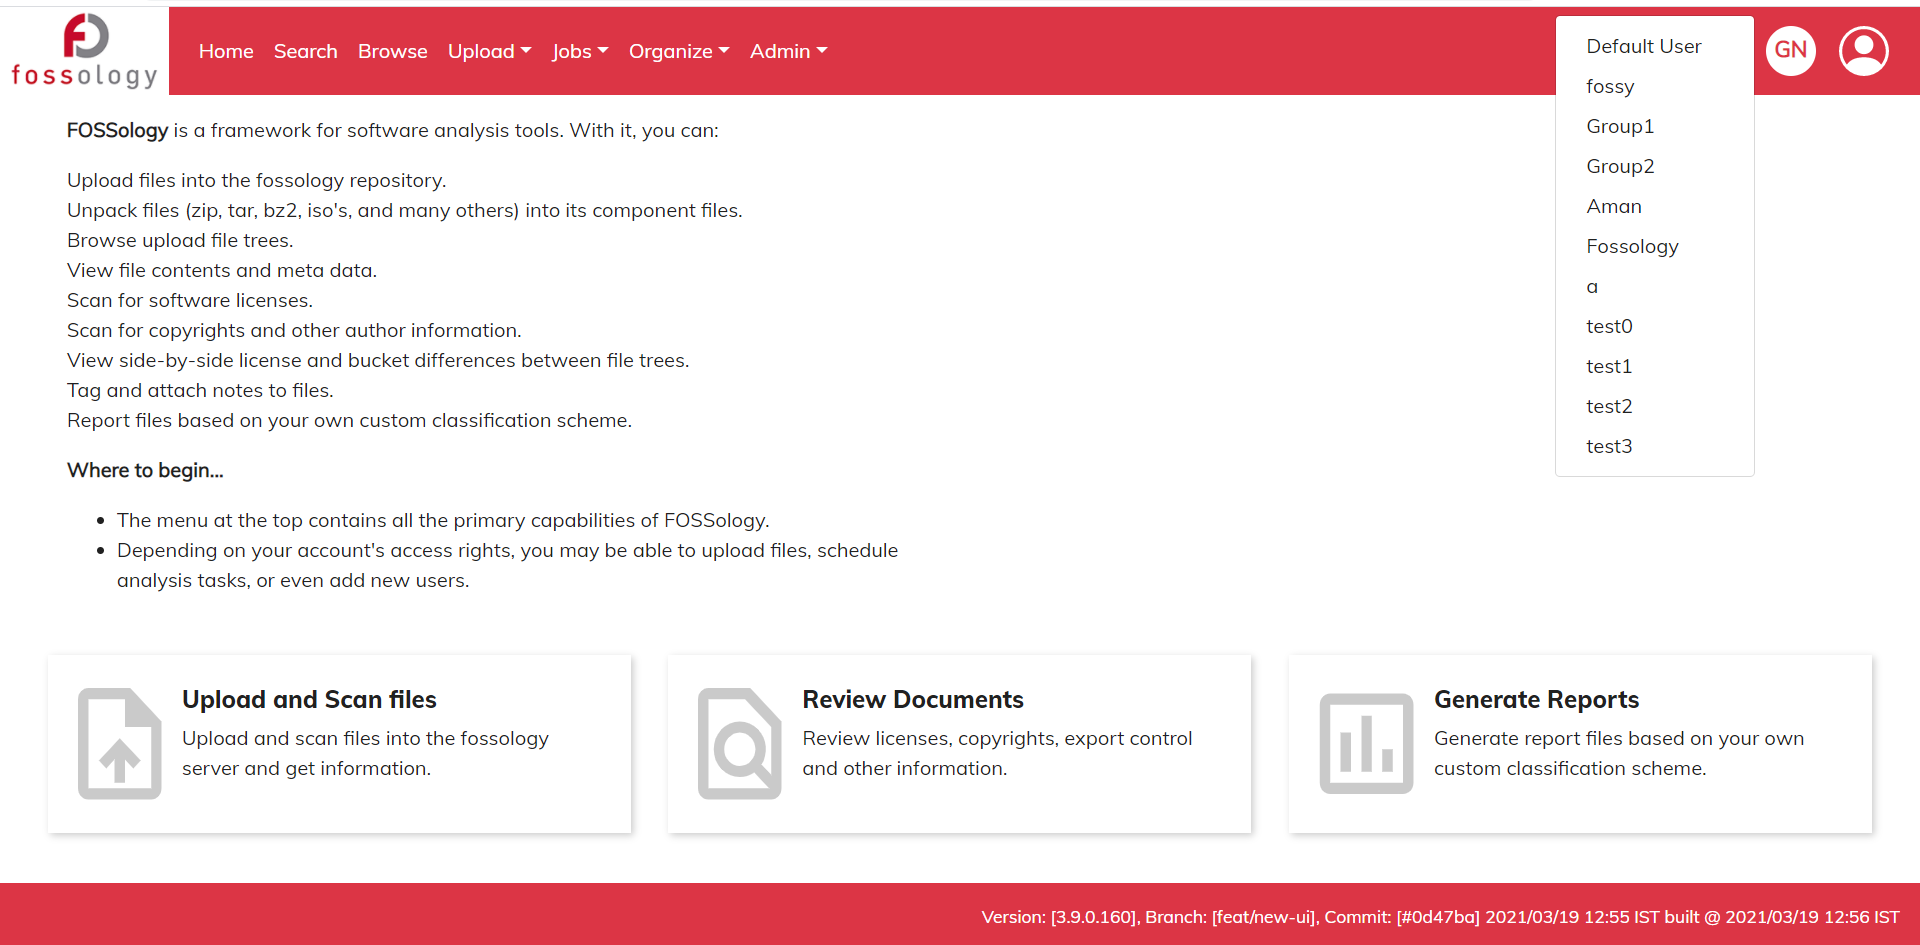 fossology
Home Search Browse Upload Jobs Organize Admin
GN
Default User
fossy
Group1
Group2
Aman
Fossology
a
test0
test1
test2
test3
FOSSology is a framework for software analysis tools. With it, you can:
Upload files into the fossology repository.
Unpack files (zip, tar, bz2, iso's, and many others) into its component files.
Browse upload file trees.
View file contents and meta data.
Scan for software licenses.
Scan for copyrights and other author information.
View side-by-side license and bucket differences between file trees.
Tag and attach notes to files.
Report files based on your own custom classification scheme.
Where to begin...
• The menu at the top contains all the primary capabilities of FOSSology.
• Depending on your account's access rights, you may be able to upload files, schedule
analysis tasks, or even add new users.
Upload and Scan files
Upload and scan files into the fossology
server and get information.
Review Documents
Review licenses, copyrights, export control
and other information.
Generate Reports
Generate report files based on your own
custom classification scheme.
Version: [3.9.0.160], Branch: [feat/new-ui], Commit: [#0d47ba] 2021/03/19 12:55 IST built @ 2021/03/19 12:56 IST